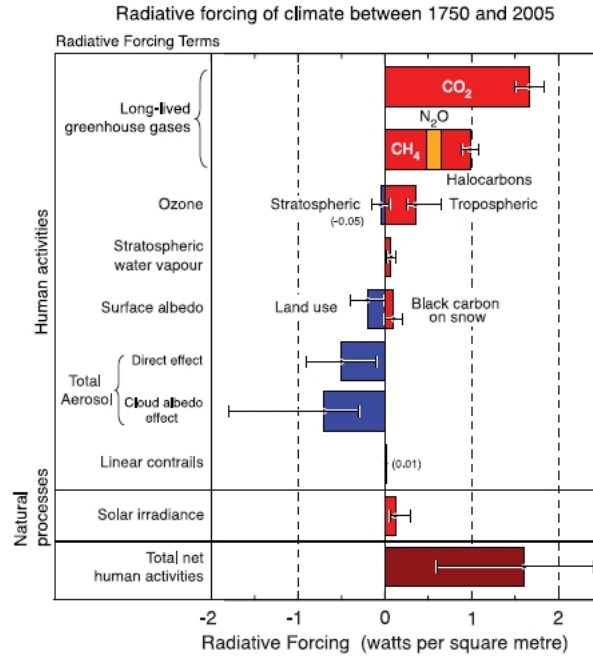 Radiative forcing of climate between 1750 and 2005
Radiative Forcing Terms
Human activities
Long-lived
greenhouse gases
CO₂
N₂O
CH₄
Halocarbons
Ozone
Stratospheric
(-0.05)
Tropospheric
Stratospheric
water vapour
Surface albedo
Land use
Black carbon
on snow
Total
Aerosol
Direct effect
Cloud albedo
effect
Linear contrails
(0.01)
Natural
processes
Solar irradiance
Total net
human activities
-2 -1 0 1 2
Radiative Forcing (watts per square metre)